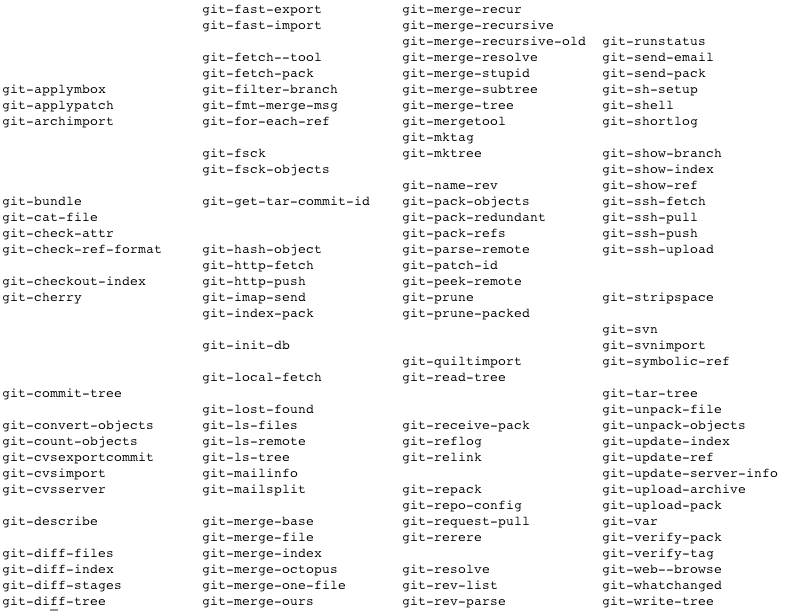 git-fast-export git-merge-recur
git-fast-import git-merge-recursive
git-merge-recursive-old git-runstatus
git-fetch--tool git-merge-resolve git-send-email
git-fetch-pack git-merge-stupid git-send-pack
git-applymbox git-filter-branch git-merge-subtree git-sh-setup
git-applypatch git-fmt-merge-msg git-merge-tree git-shell
git-archimport git-for-each-ref git-mergetool git-shortlog
git-mktag
git-fsck git-mktree git-show-branch
git-fsck-objects git-show-index
git-name-rev git-show-ref
git-bundle git-get-tar-commit-id git-pack-objects git-ssh-fetch
git-cat-file git-pack-redundant git-ssh-pull
git-check-attr git-pack-refs git-ssh-push
git-check-ref-format git-hash-object git-parse-remote git-ssh-upload
git-http-fetch git-patch-id
git-checkout-index git-http-push git-peek-remote
git-cherry git-imap-send git-prune git-stripspace
git-index-pack git-prune-packed
git-svn
git-init-db git-svnimport
git-quiltimport git-symbolic-ref
git-local-fetch git-read-tree
git-commit-tree git-tar-tree
git-lost-found git-unpack-file
git-convert-objects git-ls-files git-receive-pack git-unpack-objects
git-count-objects git-ls-remote git-reflog git-update-index
git-cvsexportcommit git-ls-tree git-relink git-update-ref
git-cvsimport git-mailinfo git-update-server-info
git-cvsserver git-mailsplit git-repack git-upload-archive
git-repo-config git-upload-pack
git-describe git-merge-base git-request-pull git-var
git-merge-file git-rerere git-verify-pack
git-diff-files git-merge-index git-verify-tag
git-diff-index git-merge-octopus git-resolve git-web--browse
git-diff-stages git-merge-one-file git-rev-list git-whatchanged
git-diff-tree git-merge-ours git-rev-parse git-write-tree